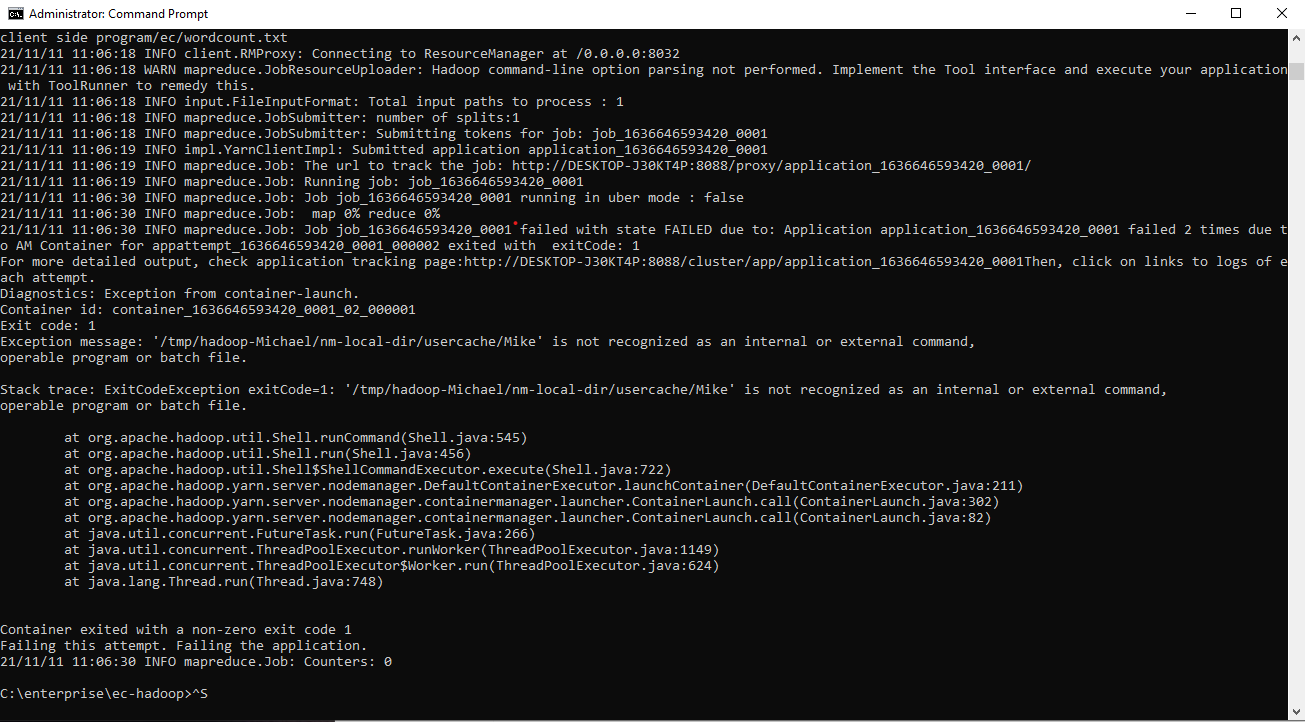 Administrator: Command Prompt
client side program/ec/wordcount.txt
21/11/11 11:06:18 INFO client.RMProxy: Connecting to ResourceManager at /0.0.0.0:8032
21/11/11 11:06:18 WARN mapreduce.JobResourceUploader: Hadoop command-line option parsing not performed. Implement the Tool interface and execute your application
 with ToolRunner to remedy this.
21/11/11 11:06:18 INFO input.FileInputFormat: Total input paths to process : 1
21/11/11 11:06:18 INFO mapreduce.JobSubmitter: number of splits:1
21/11/11 11:06:18 INFO mapreduce.JobSubmitter: Submitting tokens for job: job_1636646593420_0001
21/11/11 11:06:19 INFO impl.YarnClientImpl: Submitted application application_1636646593420_0001
21/11/11 11:06:19 INFO mapreduce.Job: The url to track the job: http://DESKTOP-J30KT4P:8088/proxy/application_1636646593420_0001/
21/11/11 11:06:19 INFO mapreduce.Job: Running job: job_1636646593420_0001
21/11/11 11:06:30 INFO mapreduce.Job: Job job_1636646593420_0001 running in uber mode : false
21/11/11 11:06:30 INFO mapreduce.Job:  map 0% reduce 0%
21/11/11 11:06:30 INFO mapreduce.Job: Job job_1636646593420_0001 failed with state FAILED due to: Application application_1636646593420_0001 failed 2 times due t
o AM Container for appattempt_1636646593420_0001_000002 exited with  exitCode: 1
For more detailed output, check application tracking page:http://DESKTOP-J30KT4P:8088/cluster/app/application_1636646593420_0001Then, click on links to logs of e
ach attempt.
Diagnostics: Exception from container-launch.
Container id: container_1636646593420_0001_02_000001
Exit code: 1
Exception message: '/tmp/hadoop-Michael/nm-local-dir/usercache/Mike' is not recognized as an internal or external command,
operable program or batch file.
Stack trace: ExitCodeException exitCode=1: '/tmp/hadoop-Michael/nm-local-dir/usercache/Mike' is not recognized as an internal or external command,
operable program or batch file.
at org.apache.hadoop.util.Shell.runCommand(Shell.java:545)
at org.apache.hadoop.util.Shell.run(Shell.java:456)
at org.apache.hadoop.util.Shell$ShellCommandExecutor.execute(Shell.java:722)
at org.apache.hadoop.yarn.server.nodemanager.DefaultContainerExecutor.launchContainer(DefaultContainerExecutor.java:211)
at org.apache.hadoop.yarn.server.nodemanager.containermanager.launcher.ContainerLaunch.call(ContainerLaunch.java:302)
at org.apache.hadoop.yarn.server.nodemanager.containermanager.launcher.ContainerLaunch.call(ContainerLaunch.java:82)
at java.util.concurrent.FutureTask.run(FutureTask.java:266)
at java.util.concurrent.ThreadPoolExecutor.runWorker(ThreadPoolExecutor.java:1149)
at java.util.concurrent.ThreadPoolExecutor$Worker.run(ThreadPoolExecutor.java:624)
at java.lang.Thread.run(Thread.java:748)
Container exited with a non-zero exit code 1
Failing this attempt. Failing the application.
21/11/11 11:06:30 INFO mapreduce.Job: Counters: 0
C:\enterprise\ec-hadoop>^S